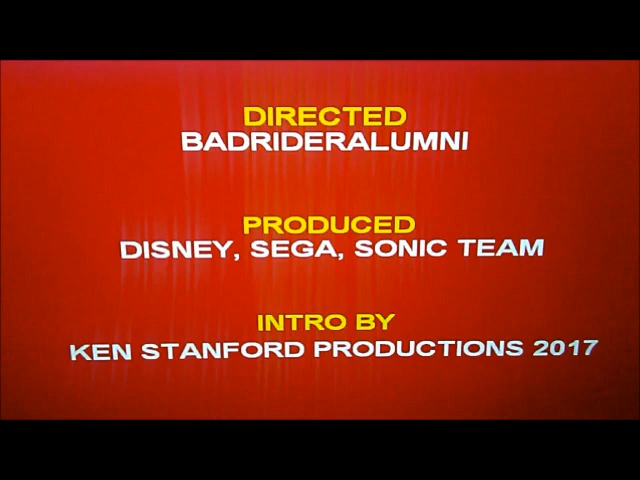 DIRECTED
BADRIDERALUMNI
PRODUCED
DISNEY, SEGA, SONIC TEAM
INTRO BY
KEN STANFORD PRODUCTIONS 2017